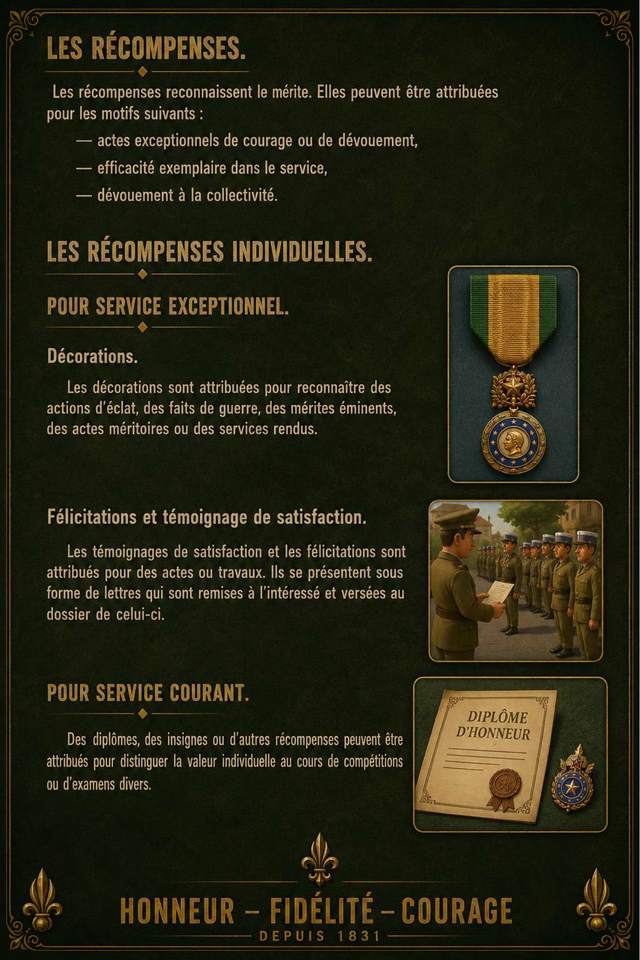 LES RÉCOMPENSES.
Les récompenses reconnaissent le mérite. Elles peuvent être attribuées
pour les motifs suivants :
— actes exceptionnels de courage ou de dévouement,
— efficacité exemplaire dans le service,
— dévouement à la collectivité.
LES RÉCOMPENSES INDIVIDUELLES.
POUR SERVICE EXCEPTIONNEL.
Décorations.
Les décorations sont attribuées pour reconnaître des
actions d'éclat, des faits de guerre, des mérites éminents,
des actes méritoires ou des services rendus.
Félicitations et témoignage de satisfaction.
Les témoignages de satisfaction et les félicitations sont
attribués pour des actes ou travaux. Ils se présentent sous
forme de lettres qui sont remises à l'intéressé et versées au
dossier de celui-ci.
POUR SERVICE COURANT.
Des diplômes, des insignes ou d'autres récompenses peuvent être
attribués pour distinguer la valeur individuelle au cours de compétitions
ou d'examens divers.
DIPLÔME
D'HONNEUR
HONNEUR – FIDÉLITÉ – COURAGE
DEPUIS 1831